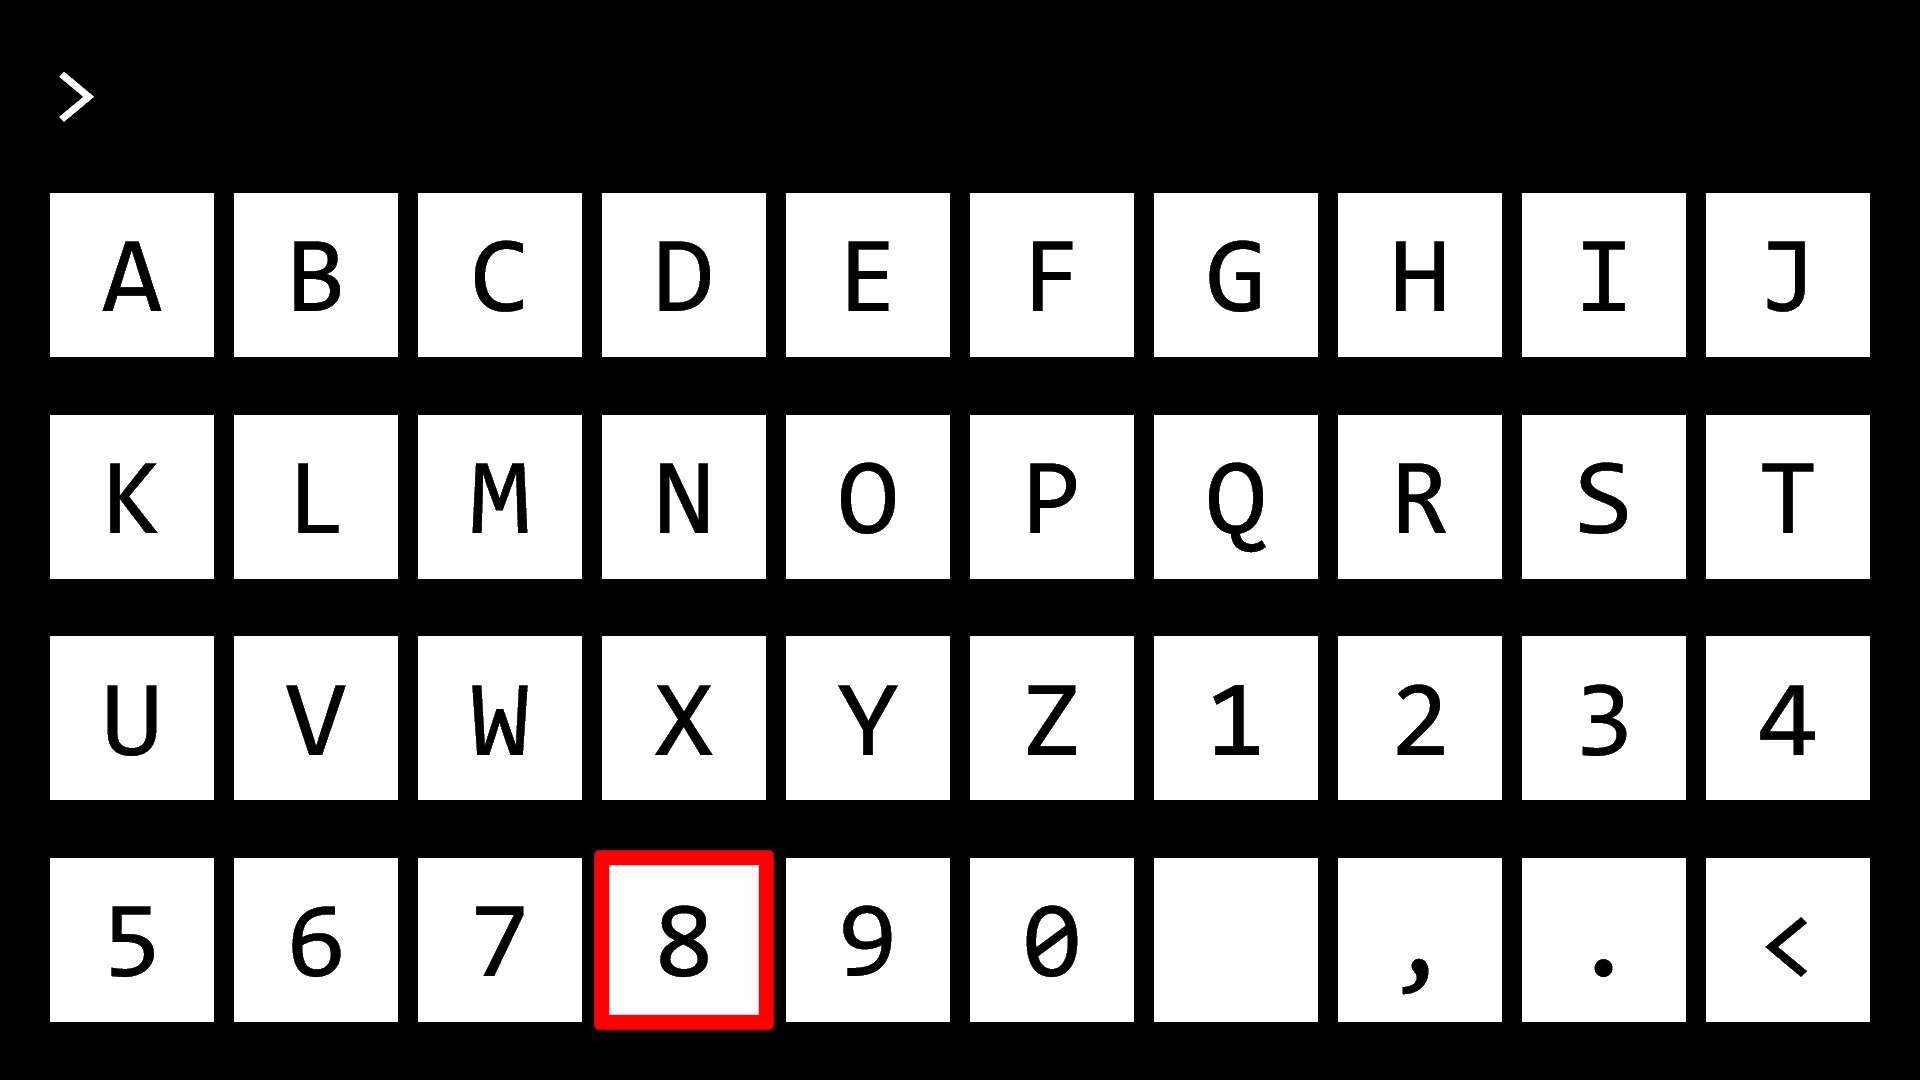 >
A B C D E F G H I J
K L M N O P Q R S T
U V W X Y Z 1 2 3 4
5 6 7 8 9 0 , . <